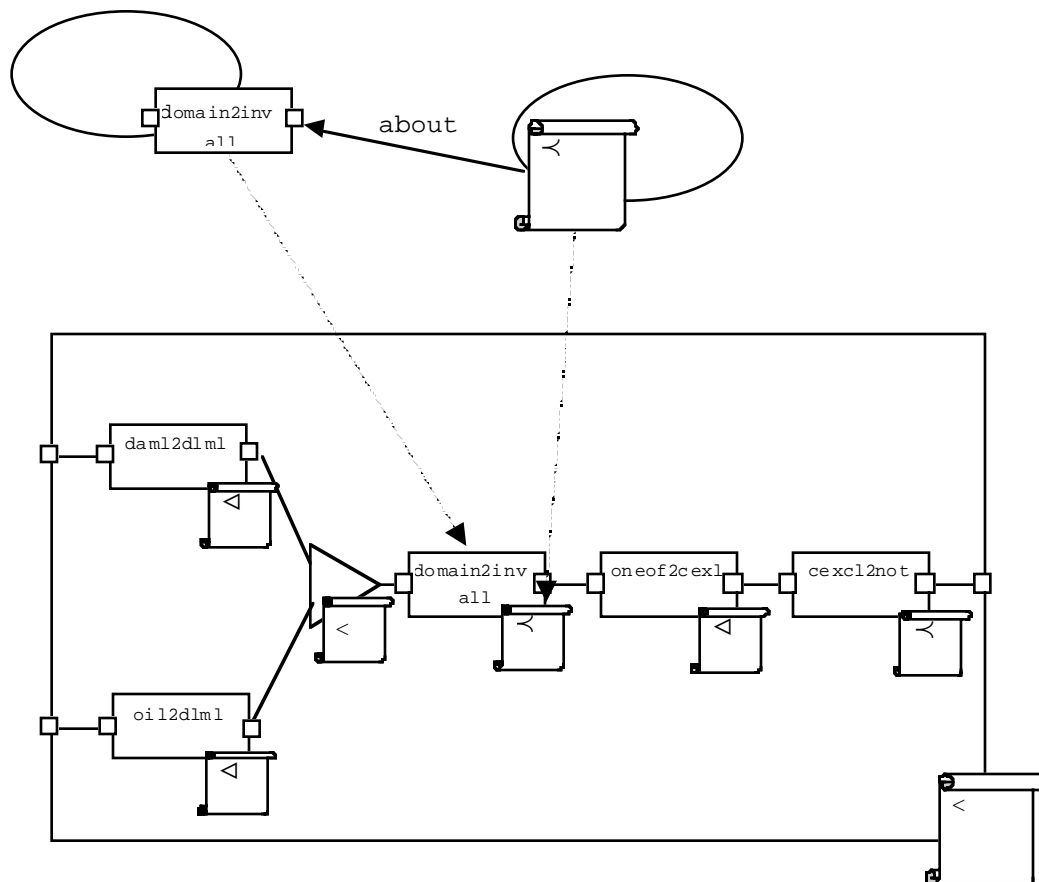 domain2inv
all
about
≺
daml2dlml
◁
domain2inv
all
oneof2cexl
cexcl2not
<
≺
◁
≺
oil2dlml
◁
<